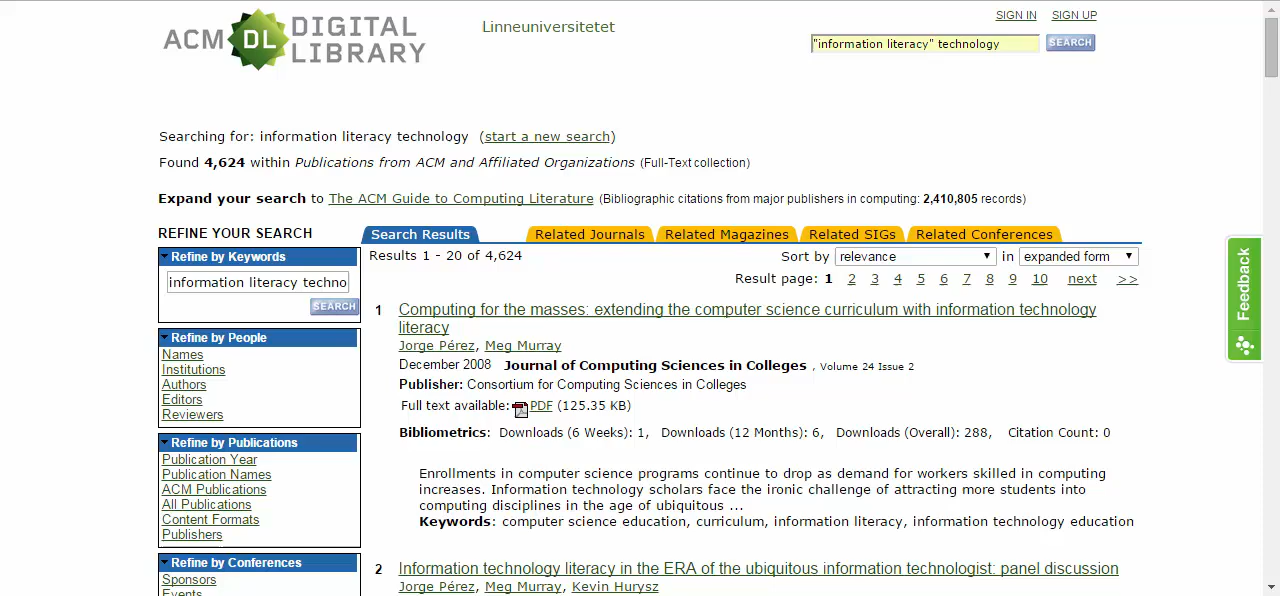 ACM DL DIGITAL LIBRARY
Linneuniversitetet
SIGN IN SIGN UP
"information literacy" technology SEARCH
Searching for: information literacy technology (start a new search)
Found 4,624 within Publications from ACM and Affiliated Organizations (Full-Text collection)
Expand your search to The ACM Guide to Computing Literature (Bibliographic citations from major publishers in computing: 2,410,805 records)
REFINE YOUR SEARCH
Refine by Keywords
information literacy techno
SEARCH
Refine by People
Names
Institutions
Authors
Editors
Reviewers
Refine by Publications
Publication Year
Publication Names
ACM Publications
All Publications
Content Formats
Publishers
Refine by Conferences
Sponsors
Events
Search Results Related Journals Related Magazines Related SIGs Related Conferences
Results 1 - 20 of 4,624 Sort by relevance in expanded form
Result page: 1 2 3 4 5 6 7 8 9 10 next >>
1 Computing for the masses: extending the computer science curriculum with information technology
literacy
Jorge Pérez, Meg Murray
December 2008 Journal of Computing Sciences in Colleges , Volume 24 Issue 2
Publisher: Consortium for Computing Sciences in Colleges
Full text available: PDF (125.35 KB)
Bibliometrics: Downloads (6 Weeks): 1, Downloads (12 Months): 6, Downloads (Overall): 288, Citation Count: 0
Enrollments in computer science programs continue to drop as demand for workers skilled in computing
increases. Information technology scholars face the ironic challenge of attracting more students into
computing disciplines in the age of ubiquitous ...
Keywords: computer science education, curriculum, information literacy, information technology education
2 Information technology literacy in the ERA of the ubiquitous information technologist: panel discussion
Jorge Pérez, Meg Murray, Kevin Hurysz
Feedback